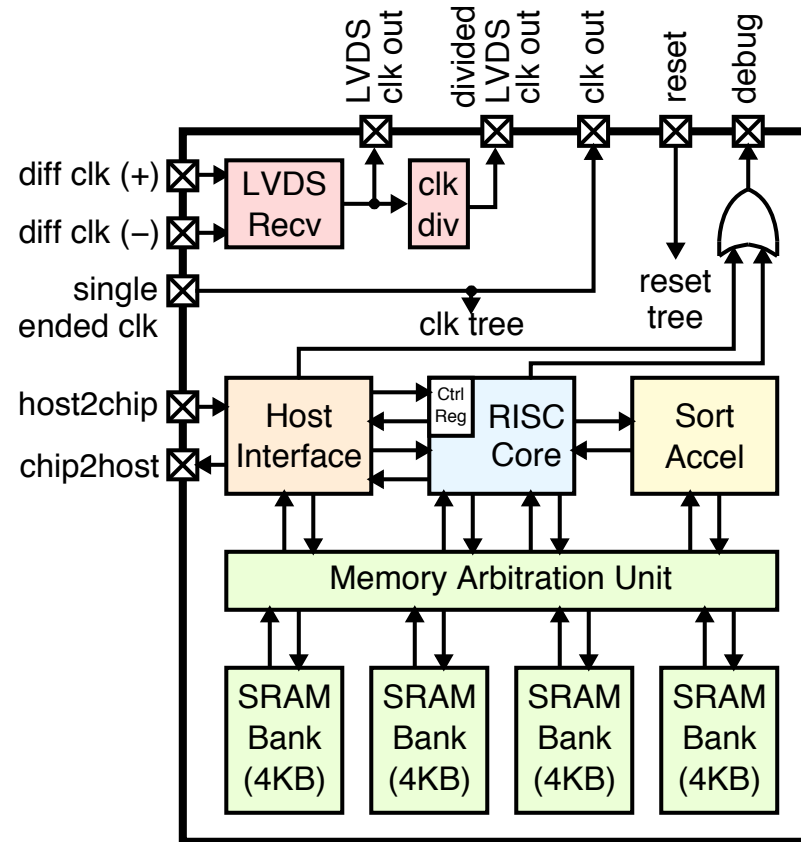 LVDS
clk out
divided
LVDS
clk out
clk out
reset
debug
diff clk (+)
diff clk (−)
LVDS
Recv
clk
div
single
ended clk
clk tree
reset
tree
host2chip
chip2host
Host
Interface
Ctrl
Reg
RISC
Core
Sort
Accel
Memory Arbitration Unit
SRAM
Bank
(4KB)
SRAM
Bank
(4KB)
SRAM
Bank
(4KB)
SRAM
Bank
(4KB)